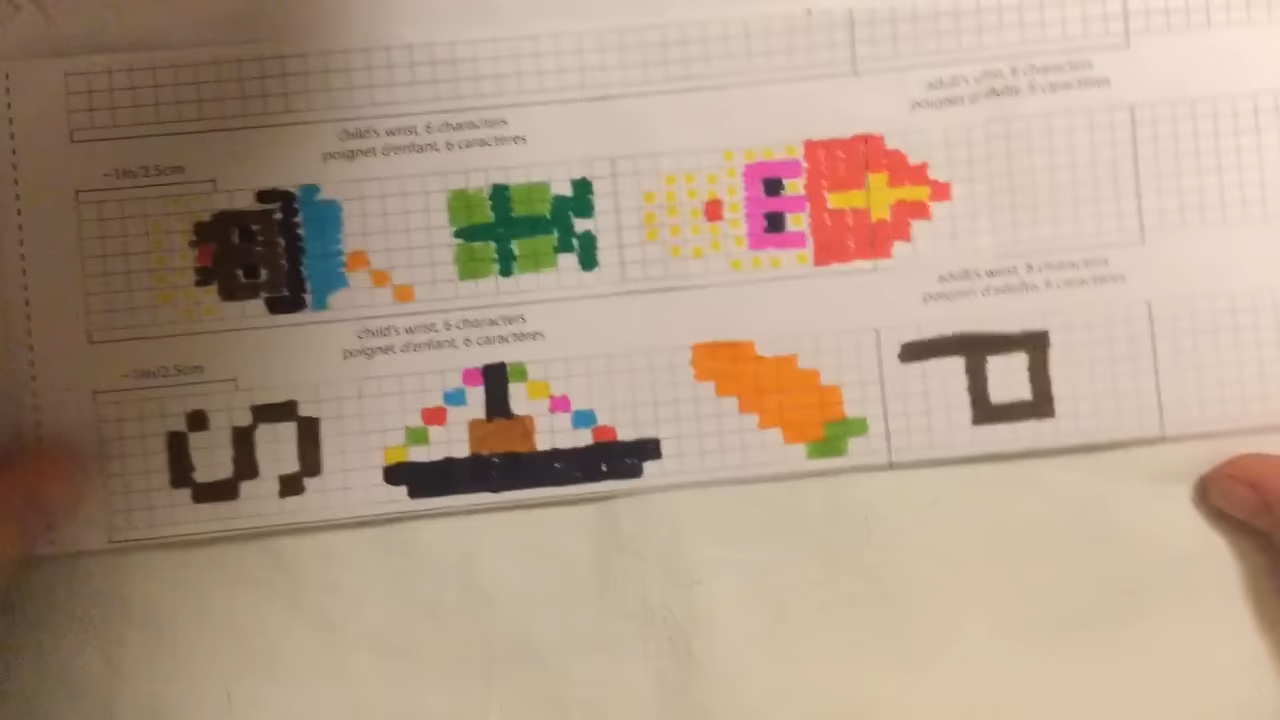 adult's wrist, 8 characters
poignet d'adulte, 8 caractères
child's wrist, 6 characters
poignet d'enfant, 6 caractères
~1in/2.5cm
adult's wrist, 8 characters
poignet d'adulte, 8 caractères
child's wrist, 6 characters
poignet d'enfant, 6 caractères
~1in/2.5cm
S
P